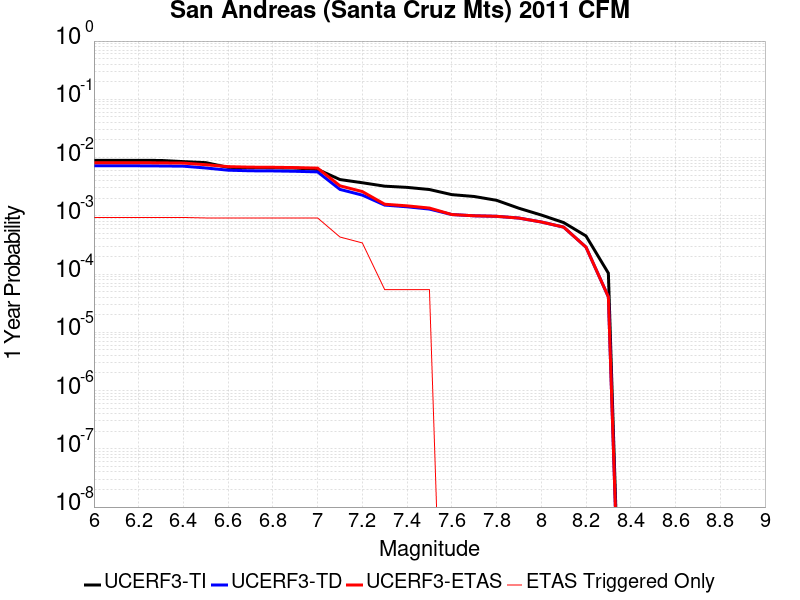 San Andreas (Santa Cruz Mts) 2011 CFM
1 Year Probability
10^0
10^-1
10^-2
10^-3
10^-4
10^-5
10^-6
10^-7
10^-8
6 6.2 6.4 6.6 6.8 7 7.2 7.4 7.6 7.8 8 8.2 8.4 8.6 8.8 9
Magnitude
UCERF3-TI UCERF3-TD UCERF3-ETAS ETAS Triggered Only